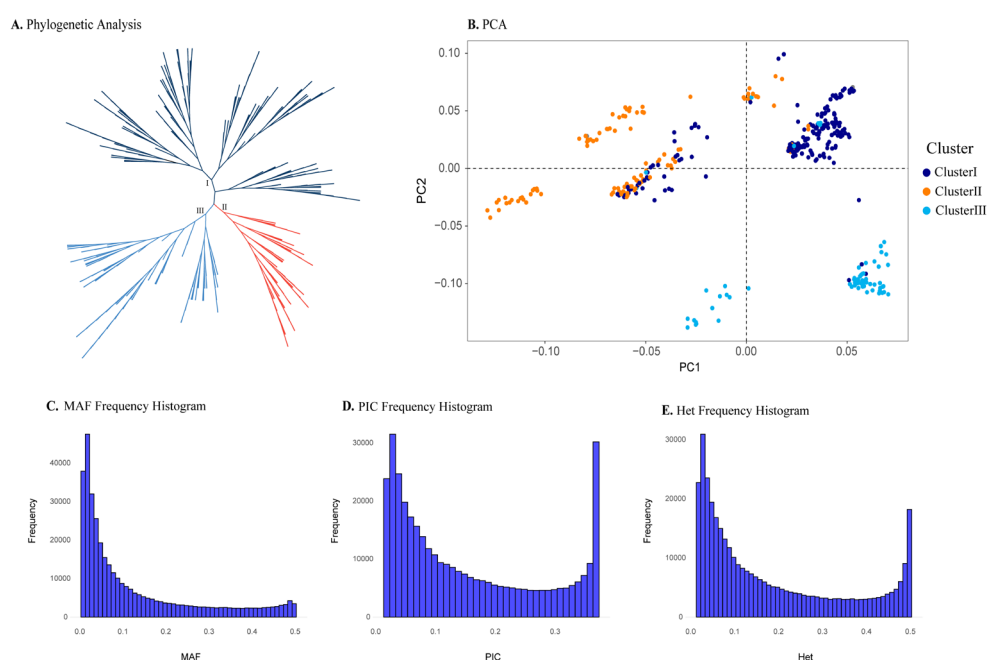 A. Phylogenetic Analysis
I
II
III
B. PCA
0.10
0.05
0.00
−0.05
−0.10
PC2
−0.10
−0.05
0.00
0.05
PC1
Cluster
ClusterI
ClusterII
ClusterIII
C. MAF Frequency Histogram
40000
30000
20000
10000
0
Frequency
0.0
0.1
0.2
0.3
0.4
0.5
MAF
D. PIC Frequency Histogram
30000
20000
10000
0
Frequency
0.0
0.1
0.2
0.3
PIC
E. Het Frequency Histogram
30000
20000
10000
0
Frequency
0.0
0.1
0.2
0.3
0.4
0.5
Het